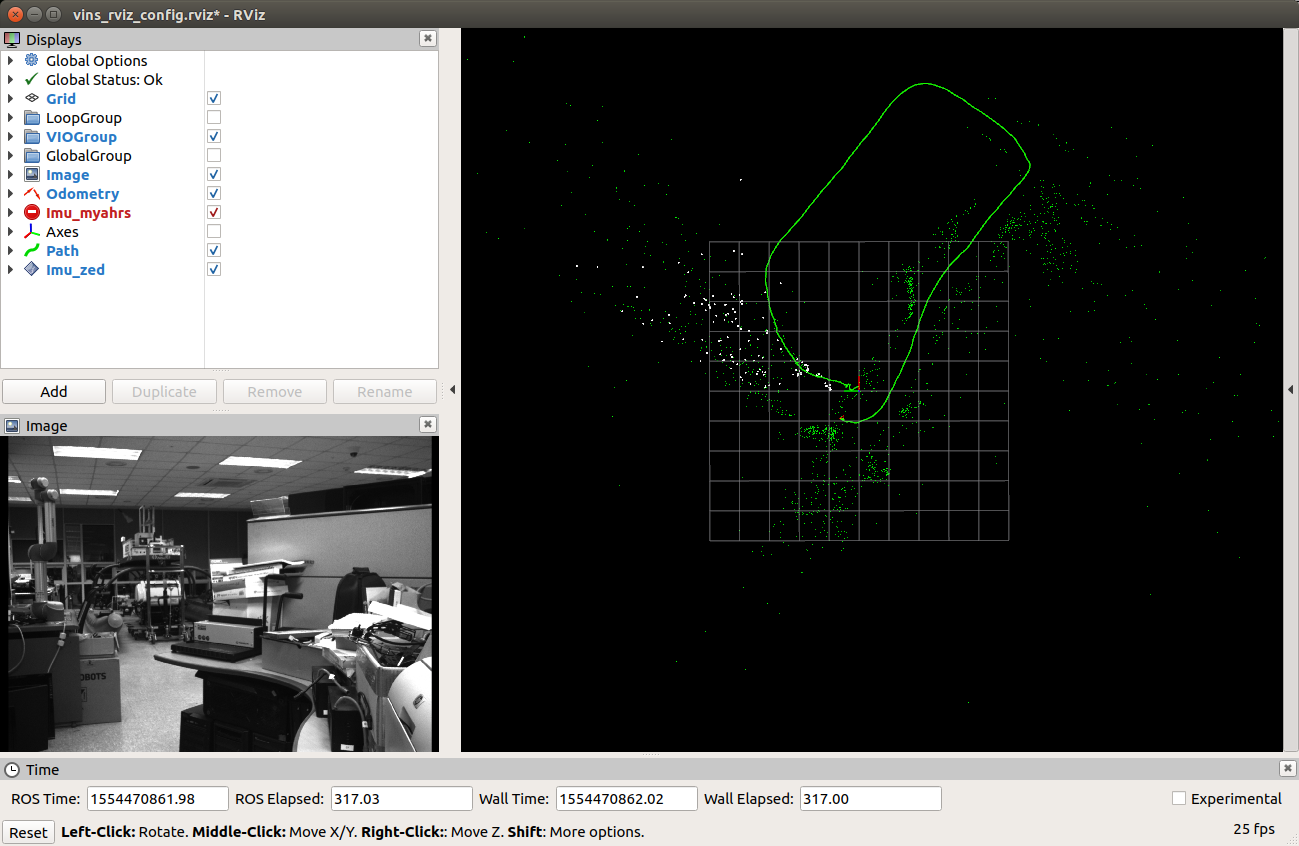 vins_rviz_config.rviz* - RViz
Displays
Global Options
Global Status: Ok
Grid
LoopGroup
VIOGroup
GlobalGroup
Image
Odometry
Imu_myahrs
Axes
Path
Imu_zed
Add Duplicate Remove Rename
Image
ROBOTS
Time
ROS Time: 1554470861.98 ROS Elapsed: 317.03 Wall Time: 1554470862.02 Wall Elapsed: 317.00 Experimental
Reset Left-Click: Rotate. Middle-Click: Move X/Y. Right-Click:: Move Z. Shift: More options. 25 fps